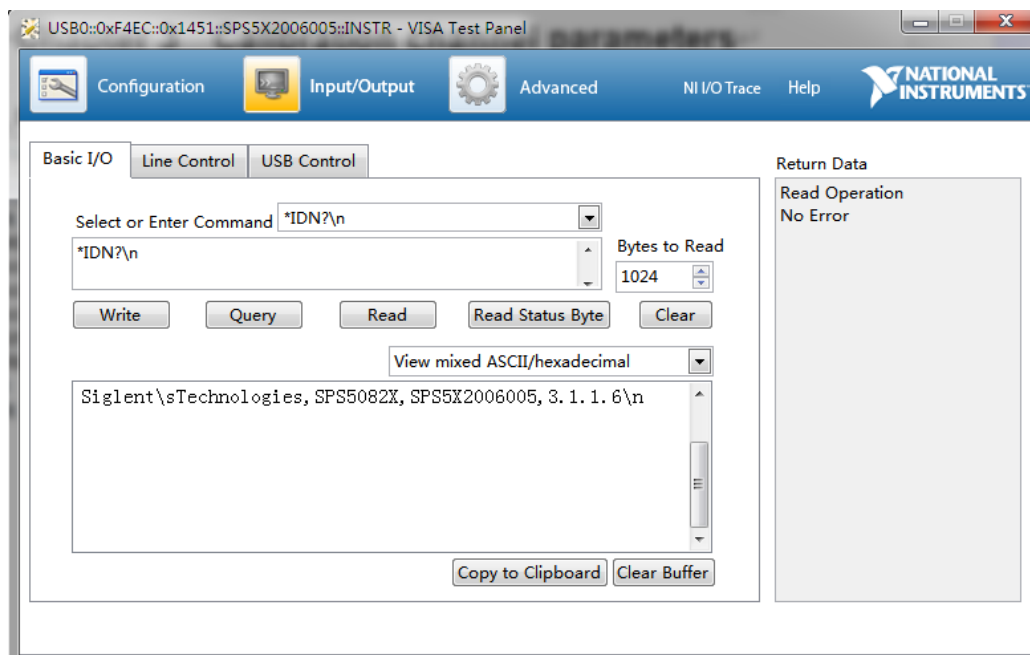 USB0::0xF4EC::0x1451::SPS5X2006005::INSTR - VISA Test Panel
Configuration
Input/Output
Advanced
NI I/O Trace
Help
NATIONAL
INSTRUMENTS
Basic I/O
Line Control
USB Control
Select or Enter Command
*IDN?\n
*IDN?\n
Bytes to Read
1024
Write
Query
Read
Read Status Byte
Clear
View mixed ASCII/hexadecimal
Siglent\sTechnologies,SPS5082X,SPS5X2006005,3.1.1.6\n
Copy to Clipboard
Clear Buffer
Return Data
Read Operation
No Error